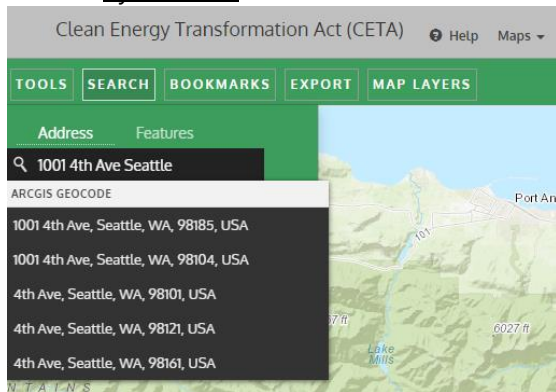 Clean Energy Transformation Act (CETA) Help Maps
TOOLS SEARCH BOOKMARKS EXPORT MAP LAYERS
Address Features
1001 4th Ave Seattle
ARCGIS GEOCODE
1001 4th Ave, Seattle, WA, 98185, USA
1001 4th Ave, Seattle, WA, 98104, USA
4th Ave, Seattle, WA, 98101, USA
4th Ave, Seattle, WA, 98121, USA
4th Ave, Seattle, WA, 98161, USA
Port An
101
7 ft
6027 ft
Lake
Mills
N T A I N S